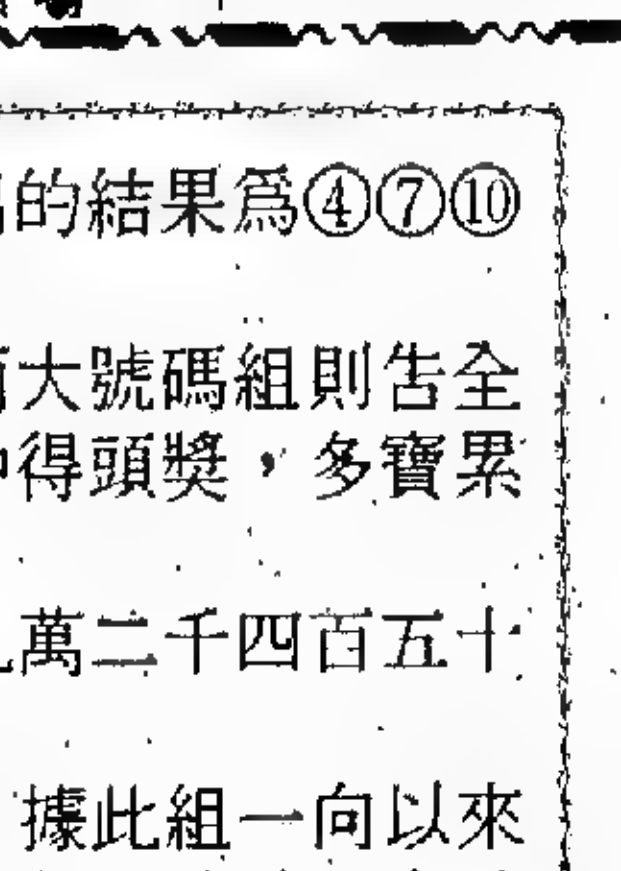 的結果爲④⑦⑩
大號碼組則告全
得頭獎，多寶累
萬二千四百五十
據此組一向以來